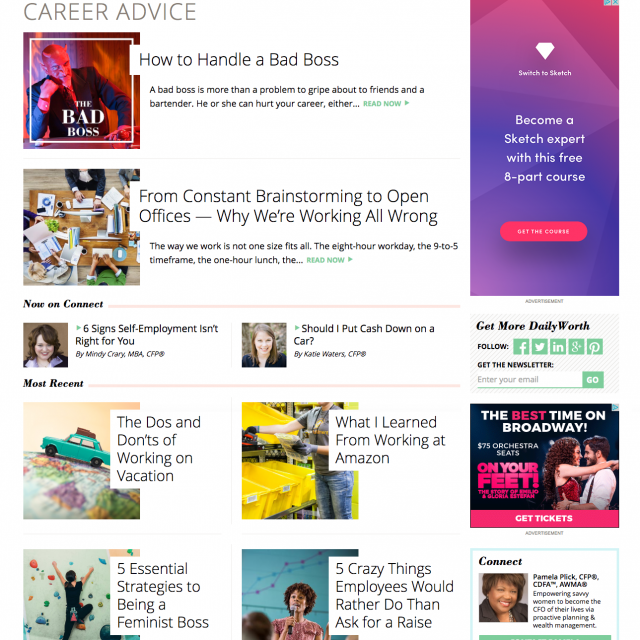 CAREER ADVICE
THE
BAD
BOSS
How to Handle a Bad Boss
A bad boss is more than a problem to gripe about to friends and a
bartender. He or she can hurt your career, either... READ NOW
From Constant Brainstorming to Open
Offices — Why We’re Working All Wrong
The way we work is not one size fits all. The eight-hour workday, the 9-to-5
timeframe, the one-hour lunch, the... READ NOW
Now on Connect
6 Signs Self-Employment Isn’t
Right for You
By Mindy Crary, MBA, CFP®
Should I Put Cash Down on a
Car?
By Katie Waters, CFP®
Most Recent
The Dos and
Don’ts of
Working on
Vacation
What I Learned
From Working at
Amazon
5 Essential
Strategies to
Being a
Feminist Boss
5 Crazy Things
Employees Would
Rather Do Than
Ask for a Raise
Switch to Sketch
Become a
Sketch expert
with this free
8-part course
GET THE COURSE
ADVERTISEMENT
Get More DailyWorth
FOLLOW:
GET THE NEWSLETTER:
Enter your email
GO
THE BEST TIME ON
BROADWAY!
$75 ORCHESTRA
SEATS
ON YOUR
FEET!
THE STORY OF EMILIO
& GLORIA ESTEFAN
GET TICKETS
ADVERTISEMENT
Connect
Pamela Plick, CFP®,
CDFA™, AWMA®
Empowering savvy
women to become the
CFO of their lives via
proactive planning &
wealth management.